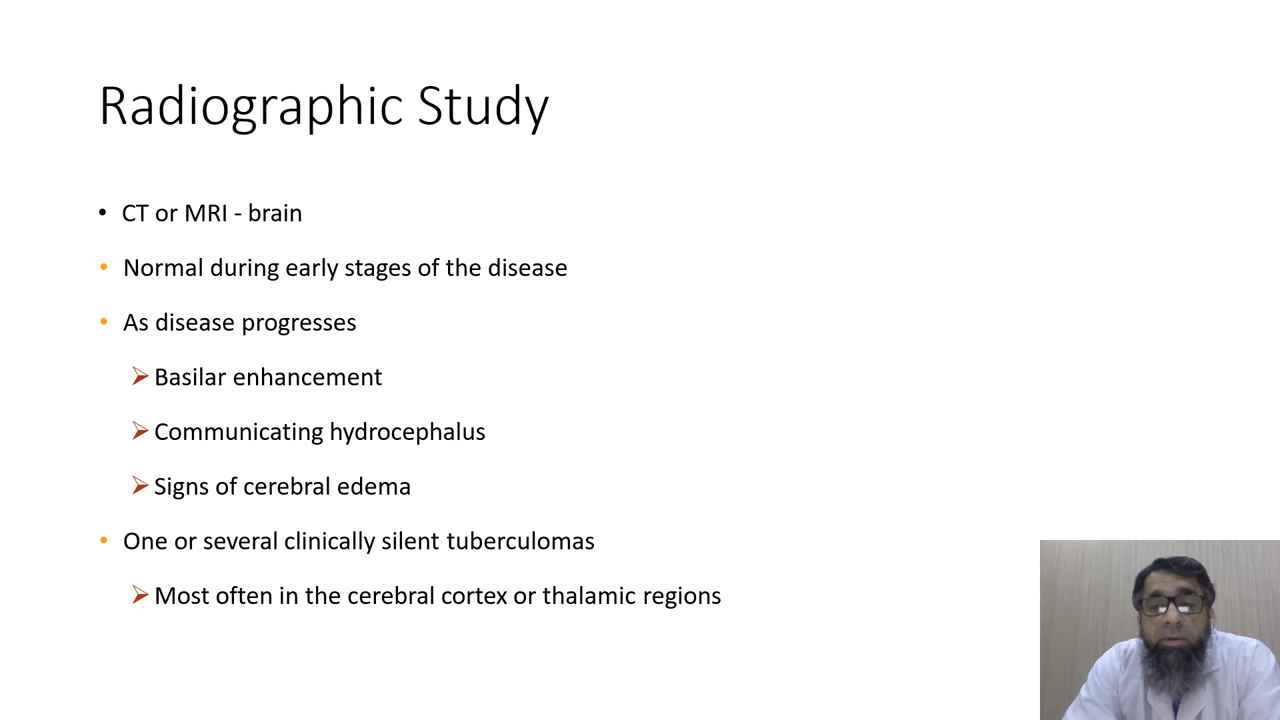 Radiographic Study
• CT or MRI - brain
• Normal during early stages of the disease
• As disease progresses
➢ Basilar enhancement
➢ Communicating hydrocephalus
➢ Signs of cerebral edema
• One or several clinically silent tuberculomas
➢ Most often in the cerebral cortex or thalamic regions